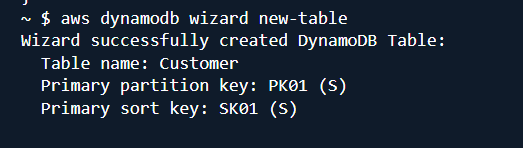 ~ $ aws dynamodb wizard new-table
Wizard successfully created DynamoDB Table:
  Table name: Customer
  Primary partition key: PK01 (S)
  Primary sort key: SK01 (S)